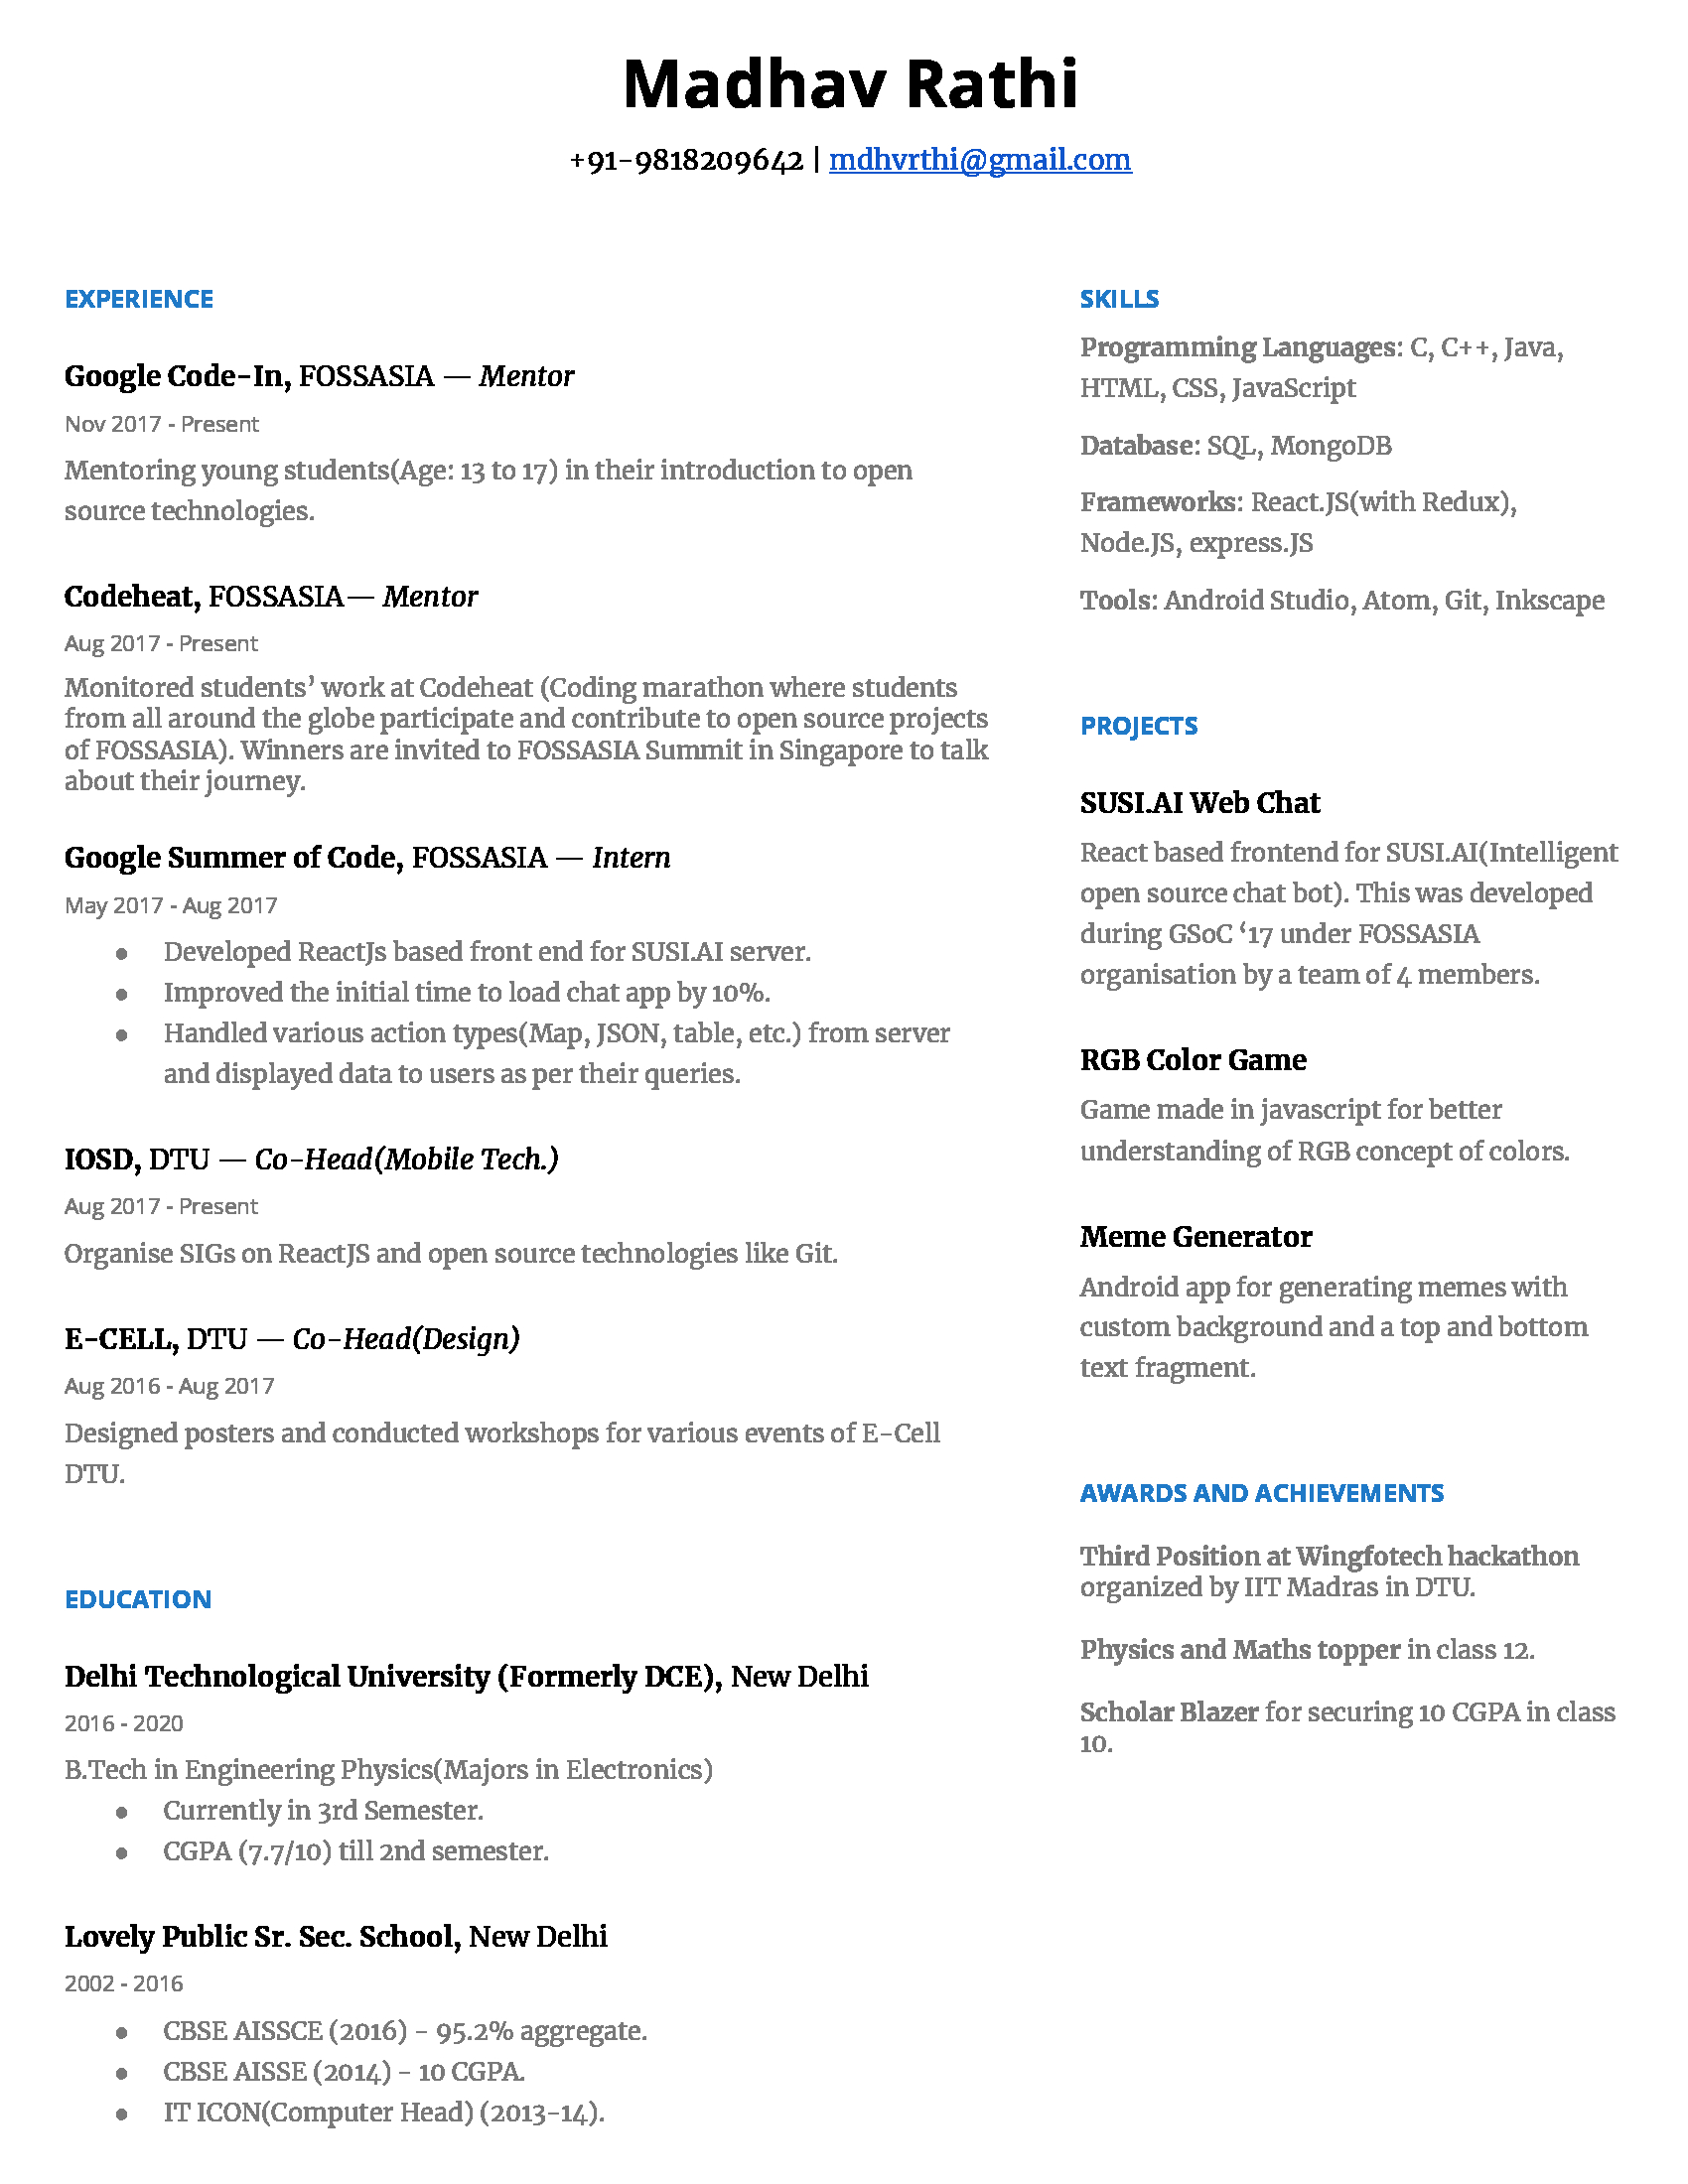 Madhav Rathi
+91-9818209642 | mdhvrthi@gmail.com
EXPERIENCE
Google Code-In, FOSSASIA — Mentor
Nov 2017 - Present
Mentoring young students(Age: 13 to 17) in their introduction to open
source technologies.
Codeheat, FOSSASIA— Mentor
Aug 2017 - Present
Monitored students’ work at Codeheat (Coding marathon where students
from all around the globe participate and contribute to open source projects
of FOSSASIA). Winners are invited to FOSSASIA Summit in Singapore to talk
about their journey.
Google Summer of Code, FOSSASIA — Intern
May 2017 - Aug 2017
● Developed ReactJs based front end for SUSI.AI server.
● Improved the initial time to load chat app by 10%.
● Handled various action types(Map, JSON, table, etc.) from server
and displayed data to users as per their queries.
IOSD, DTU — Co-Head(Mobile Tech.)
Aug 2017 - Present
Organise SIGs on ReactJS and open source technologies like Git.
E-CELL, DTU — Co-Head(Design)
Aug 2016 - Aug 2017
Designed posters and conducted workshops for various events of E-Cell
DTU.
EDUCATION
Delhi Technological University (Formerly DCE), New Delhi
2016 - 2020
B.Tech in Engineering Physics(Majors in Electronics)
● Currently in 3rd Semester.
● CGPA (7.7/10) till 2nd semester.
Lovely Public Sr. Sec. School, New Delhi
2002 - 2016
● CBSE AISSCE (2016) - 95.2% aggregate.
● CBSE AISSE (2014) - 10 CGPA.
● IT ICON(Computer Head) (2013-14).
SKILLS
Programming Languages: C, C++, Java,
HTML, CSS, JavaScript
Database: SQL, MongoDB
Frameworks: React.JS(with Redux),
Node.JS, express.JS
Tools: Android Studio, Atom, Git, Inkscape
PROJECTS
SUSI.AI Web Chat
React based frontend for SUSI.AI(Intelligent
open source chat bot). This was developed
during GSoC ‘17 under FOSSASIA
organisation by a team of 4 members.
RGB Color Game
Game made in javascript for better
understanding of RGB concept of colors.
Meme Generator
Android app for generating memes with
custom background and a top and bottom
text fragment.
AWARDS AND ACHIEVEMENTS
Third Position at Wingfotech hackathon
organized by IIT Madras in DTU.
Physics and Maths topper in class 12.
Scholar Blazer for securing 10 CGPA in class
10.